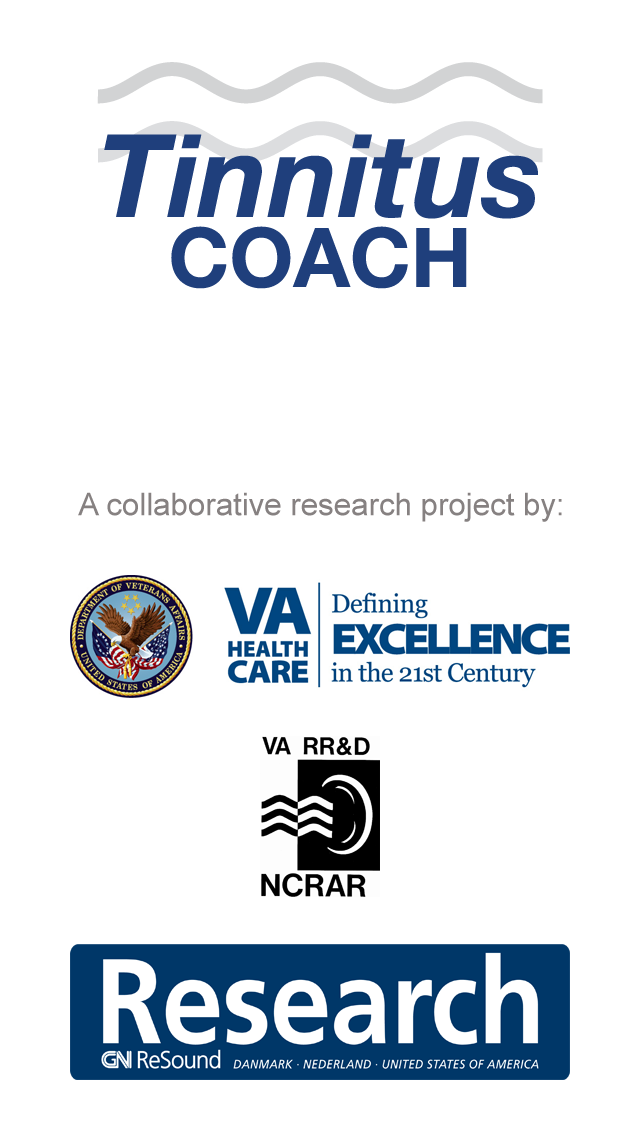 Tinnitus
COACH
A collaborative research project by:
DEPARTMENT OF VETERANS AFFAIRS
UNITED STATES OF AMERICA
VA
HEALTH
CARE
Defining
EXCELLENCE
in the 21st Century
VA RR&D
NCRAR
Research
GN ReSound DANMARK · NEDERLAND · UNITED STATES OF AMERICA